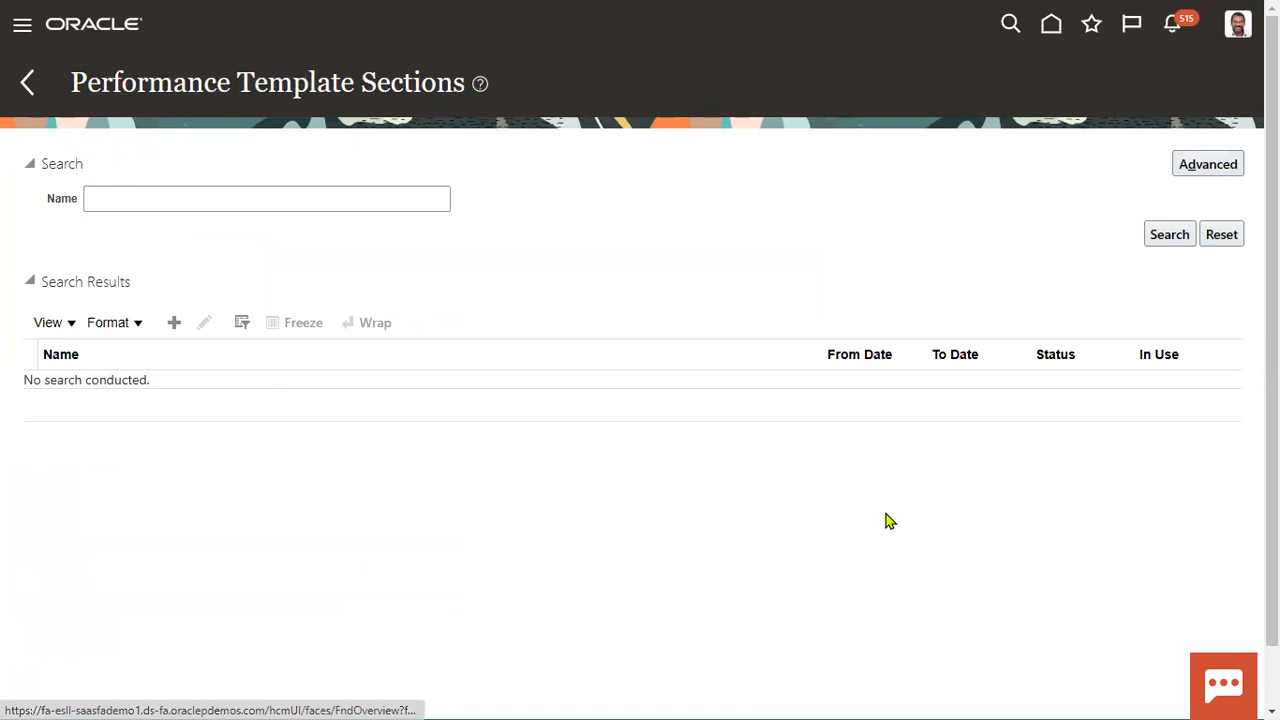 ORACLE
515
Performance Template Sections
Search
Advanced
Name
Search Reset
Search Results
View Format Freeze Wrap
Name From Date To Date Status In Use
No search conducted.
https://fa-esll-saasfademo1.ds-fa.oraclepdemos.com/hcmUI/faces/FndOverview?f...